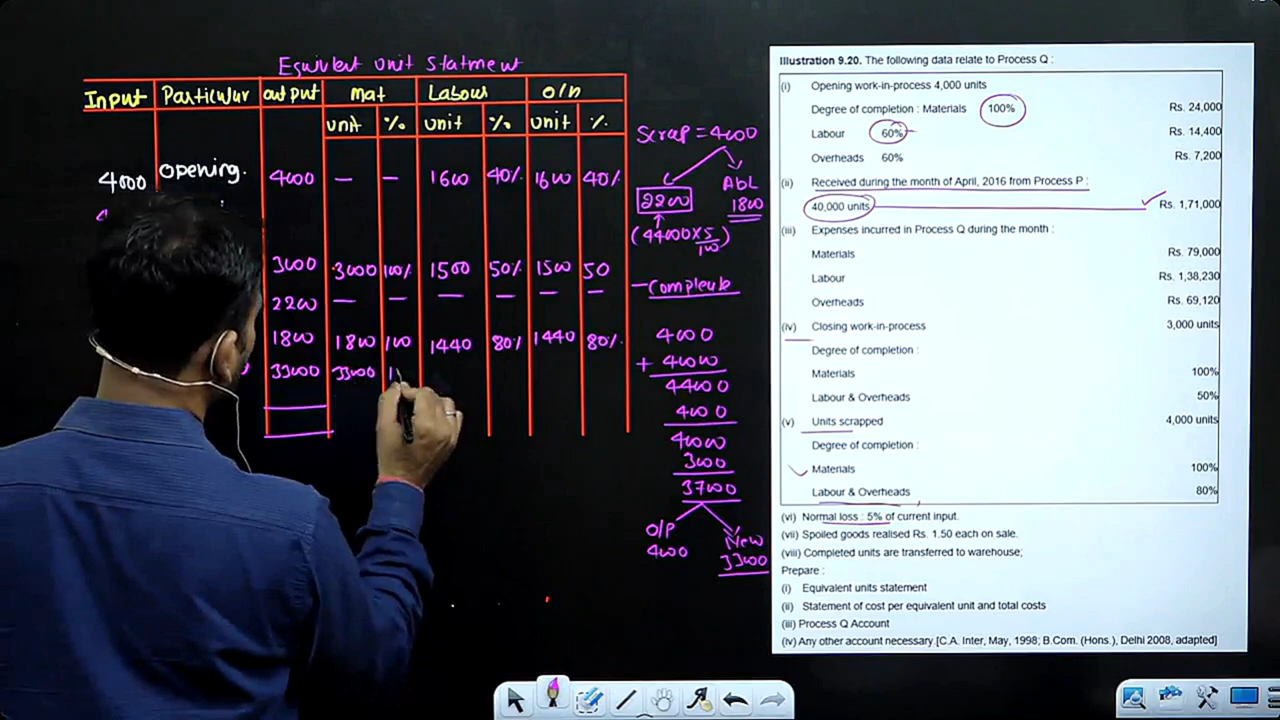 Equivlent unit statment
Input Particular output Mat Labour O/H
unit % unit % unit %
4000 Opening. 4000 — — 1600 40% 1600 40%
3000 3000 100% 1500 50% 1500 50
2200 — — — — — —
1800 1800 100 1440 80% 1440 80%.
33000 33000
Scrap = 4000
2200
AbL
1800
(44000 × 5/100)
— Compleate
4000
+ 40000
44000
4000
40000
3000
37000
O/P
4000
New
33000
Illustration 9.20. The following data relate to Process Q :
(i) Opening work-in-process 4,000 units
Degree of completion : Materials 100% Rs. 24,000
Labour 60% Rs. 14,400
Overheads 60% Rs. 7,200
(ii) Received during the month of April, 2016 from Process P :
40,000 units Rs. 1,71,000
(iii) Expenses incurred in Process Q during the month :
Materials Rs. 79,000
Labour Rs. 1,38,230
Overheads Rs. 69,120
(iv) Closing work-in-process 3,000 units
Degree of completion :
Materials 100%
Labour & Overheads 50%
(v) Units scrapped 4,000 units
Degree of completion :
Materials 100%
Labour & Overheads 80%
(vi) Normal loss : 5% of current input.
(vii) Spoiled goods realised Rs. 1.50 each on sale.
(viii) Completed units are transferred to warehouse;
Prepare :
(i) Equivalent units statement
(ii) Statement of cost per equivalent unit and total costs
(iii) Process Q Account
(iv) Any other account necessary [C.A. Inter, May, 1998; B.Com. (Hons.), Delhi 2008, adapted]